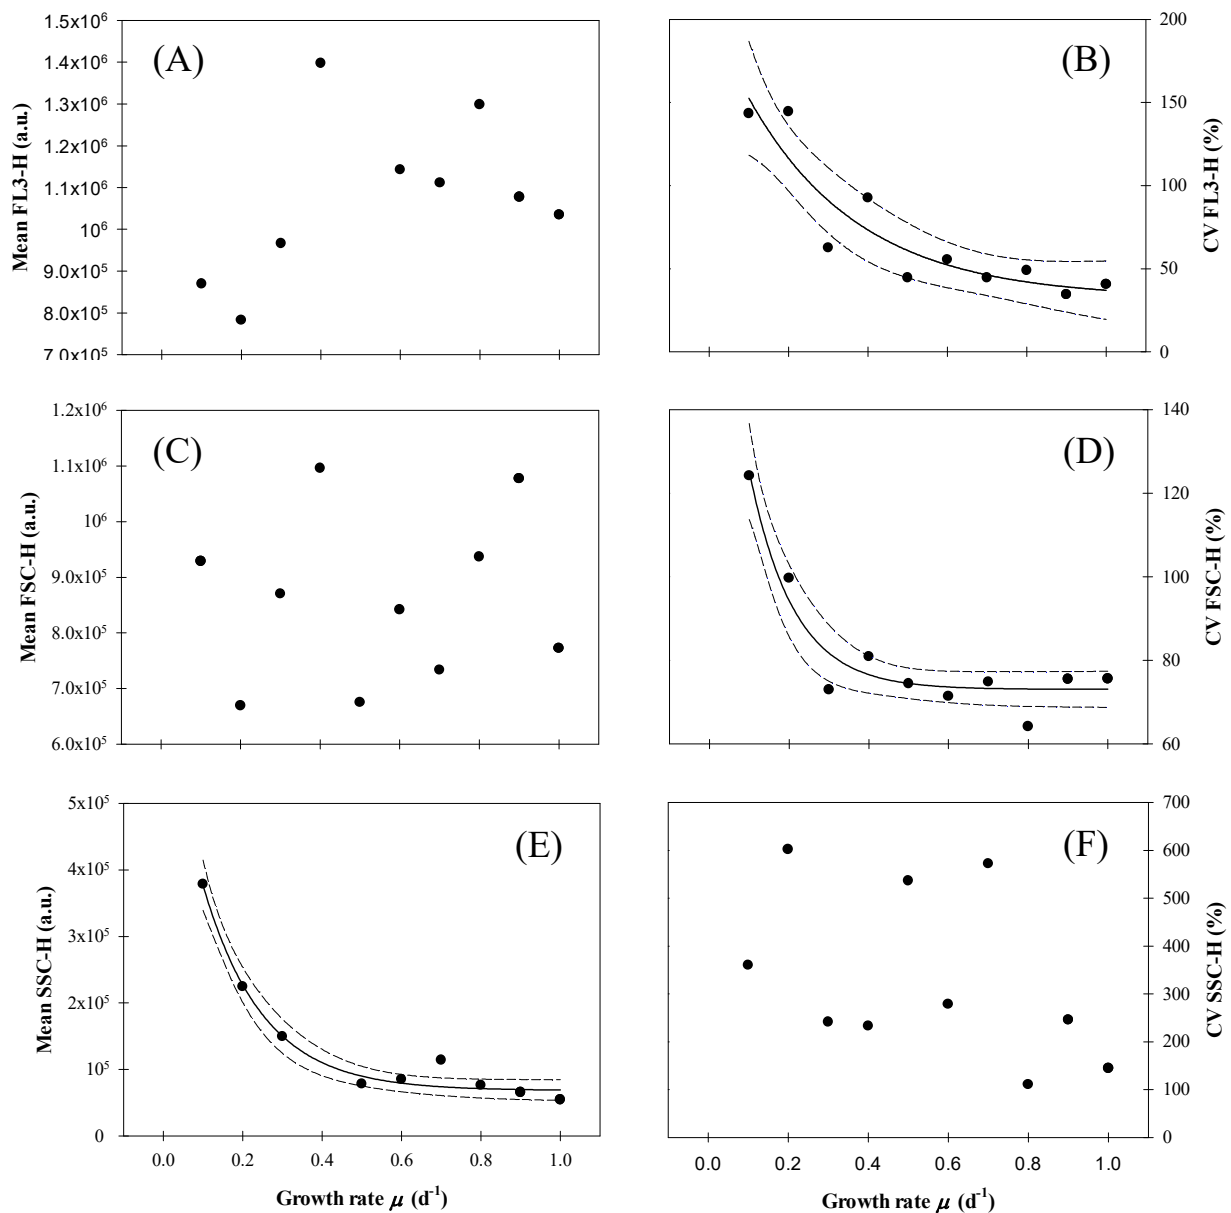 1.5x10⁶
1.4x10⁶
1.3x10⁶
1.2x10⁶
1.1x10⁶
10⁶
9.0x10⁵
8.0x10⁵
7.0x10⁵
Mean FL3-H (a.u.)
(A)
(B)
200
150
100
50
0
CV FL3-H (%)
1.2x10⁶
1.1x10⁶
10⁶
9.0x10⁵
8.0x10⁵
7.0x10⁵
6.0x10⁵
Mean FSC-H (a.u.)
(C)
(D)
140
120
100
80
60
CV FSC-H (%)
5x10⁵
4x10⁵
3x10⁵
2x10⁵
10⁵
0
Mean SSC-H (a.u.)
(E)
0.0 0.2 0.4 0.6 0.8 1.0
Growth rate μ (d⁻¹)
(F)
700
600
500
400
300
200
100
0
CV SSC-H (%)
0.0 0.2 0.4 0.6 0.8 1.0
Growth rate μ (d⁻¹)